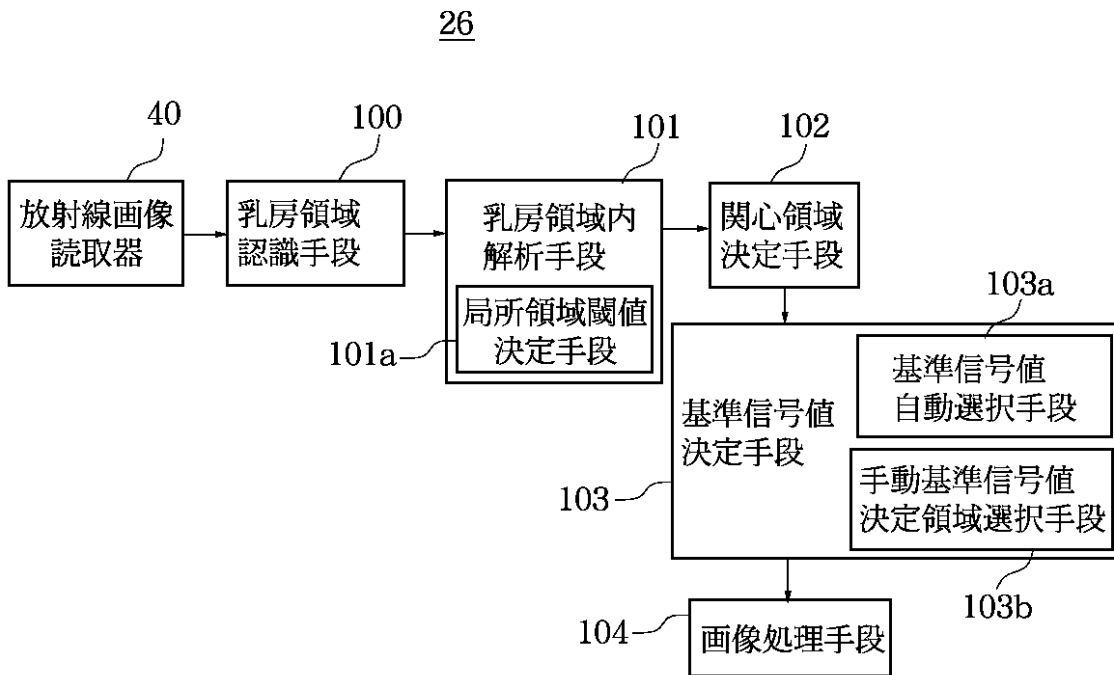 26
40
100
101
102
放射線画像
読取器
乳房領域
認識手段
乳房領域内
解析手段
局所領域閾値
決定手段
101a
関心領域
決定手段
103a
基準信号値
決定手段
基準信号値
自動選択手段
手動基準信号値
決定領域選択手段
103
103b
104
画像処理手段